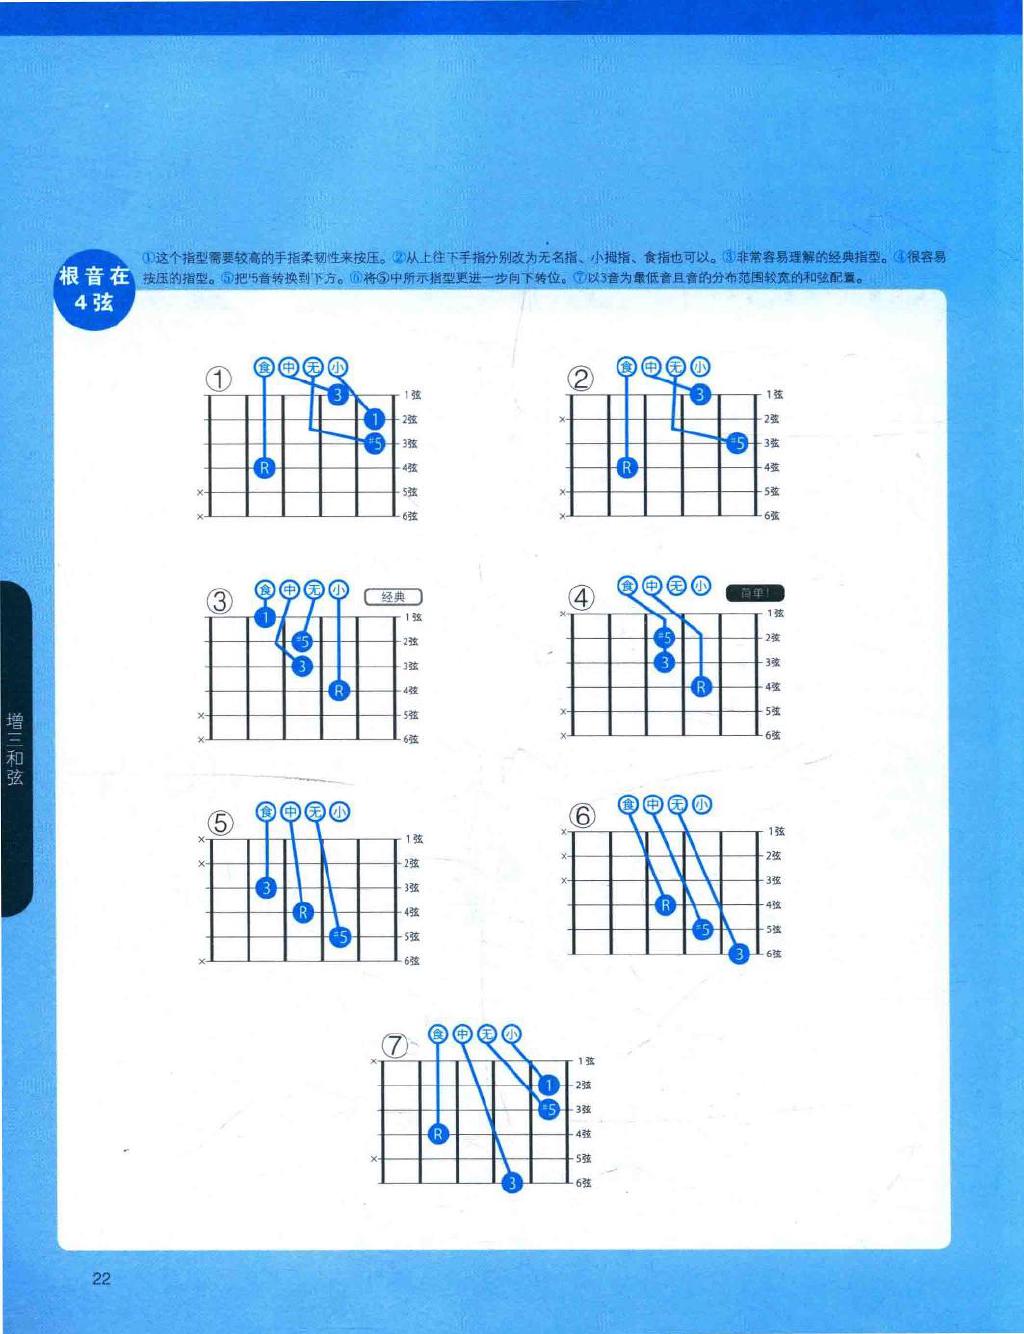 根音在
4弦
①这个指型需要较高的手指柔韧性来按压。②从上往下手指分别改为无名指、小拇指、食指也可以。③非常容易理解的经典指型。④很容易
按压的指型。⑤把♯5音转换到下方。⑥将⑤中所示指型更进一步向下转位。⑦以3音为最低音且音的分布范围较宽的和弦配置。
① 食 中 无 小
3 1弦
1 2弦
♯5 3弦
R 4弦
× 5弦
× 6弦
② 食 中 无 小
3 1弦
× 2弦
♯5 3弦
R 4弦
× 5弦
× 6弦
③ 食 中 无 小 经典
1 1弦
♯5 2弦
3 3弦
R 4弦
× 5弦
× 6弦
④ 食 中 无 小 简单!
× 1弦
♯5 2弦
3 3弦
R 4弦
× 5弦
× 6弦
⑤ 食 中 无 小
× 1弦
× 2弦
3 3弦
R 4弦
♯5 5弦
× 6弦
⑥ 食 中 无 小
× 1弦
× 2弦
× 3弦
R 4弦
♯5 5弦
3 6弦
⑦ 食 中 无 小
× 1弦
1 2弦
♯5 3弦
R 4弦
× 5弦
3 6弦
增三和弦
22